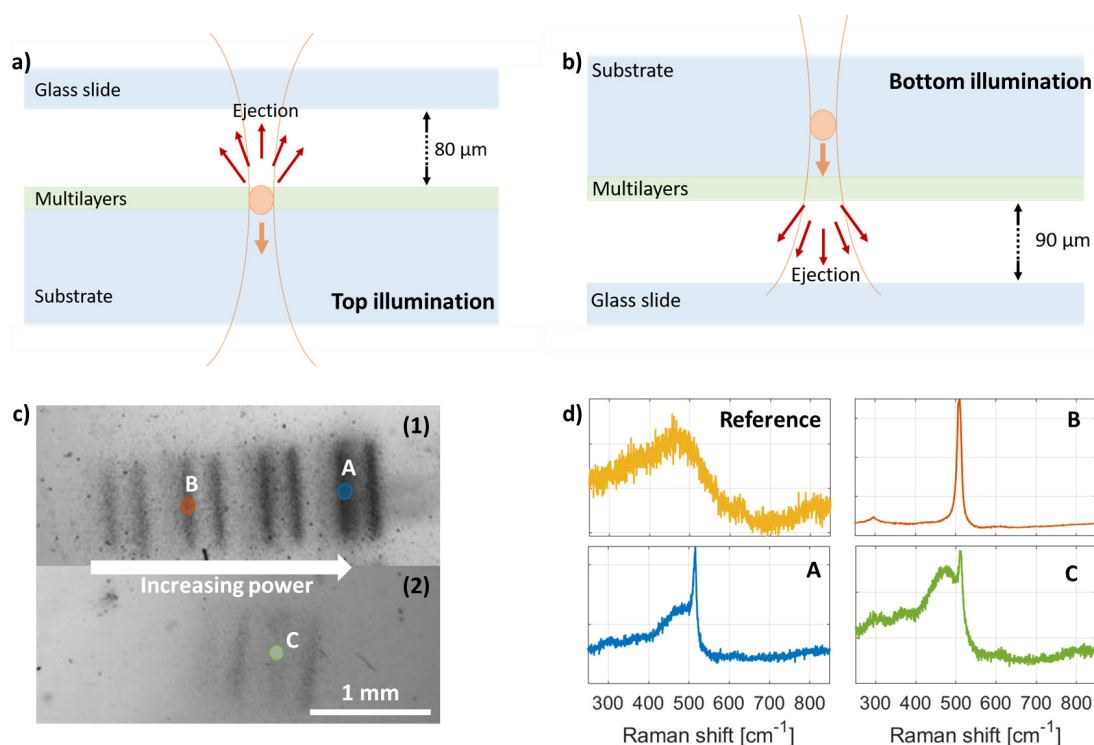 a)
Glass slide
Ejection
80 µm
Multilayers
Substrate
Top illumination
b)
Substrate
Bottom illumination
Multilayers
90 µm
Ejection
Glass slide
c)
(1)
A
B
Increasing power
(2)
C
1 mm
d)
Reference
B
A
C
300 400 500 600 700 800
Raman shift [cm⁻¹]
300 400 500 600 700 800
Raman shift [cm⁻¹]